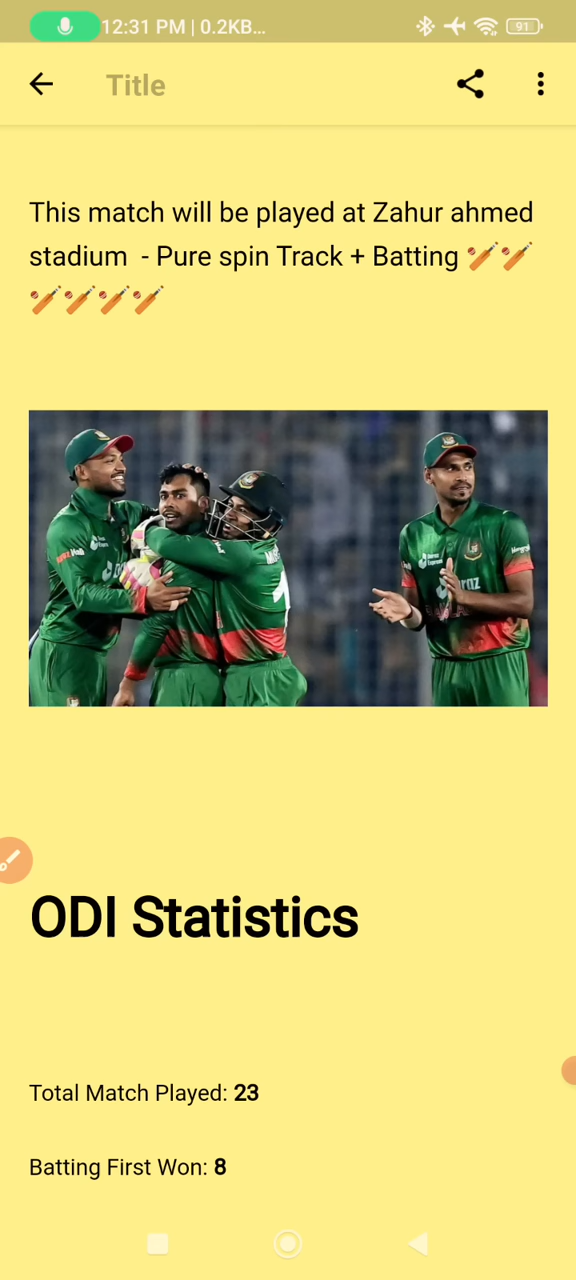 12:31 PM | 0.2KB...
91
Title
This match will be played at Zahur ahmed
stadium - Pure spin Track + Batting 🏏🏏
🏏🏏🏏🏏
ODI Statistics
Total Match Played: 23
Batting First Won: 8